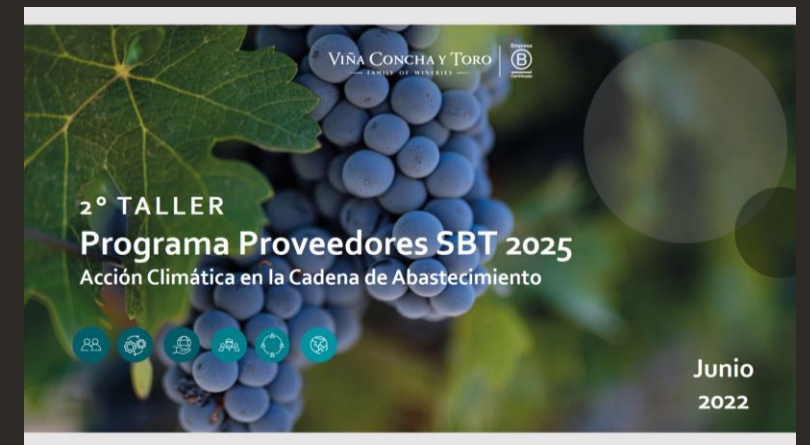 VIÑA CONCHA Y TORO
FAMILY OF WINERIES
Empresa
B
Certificada
2° TALLER
Programa Proveedores SBT 2025
Acción Climática en la Cadena de Abastecimiento
Junio
2022